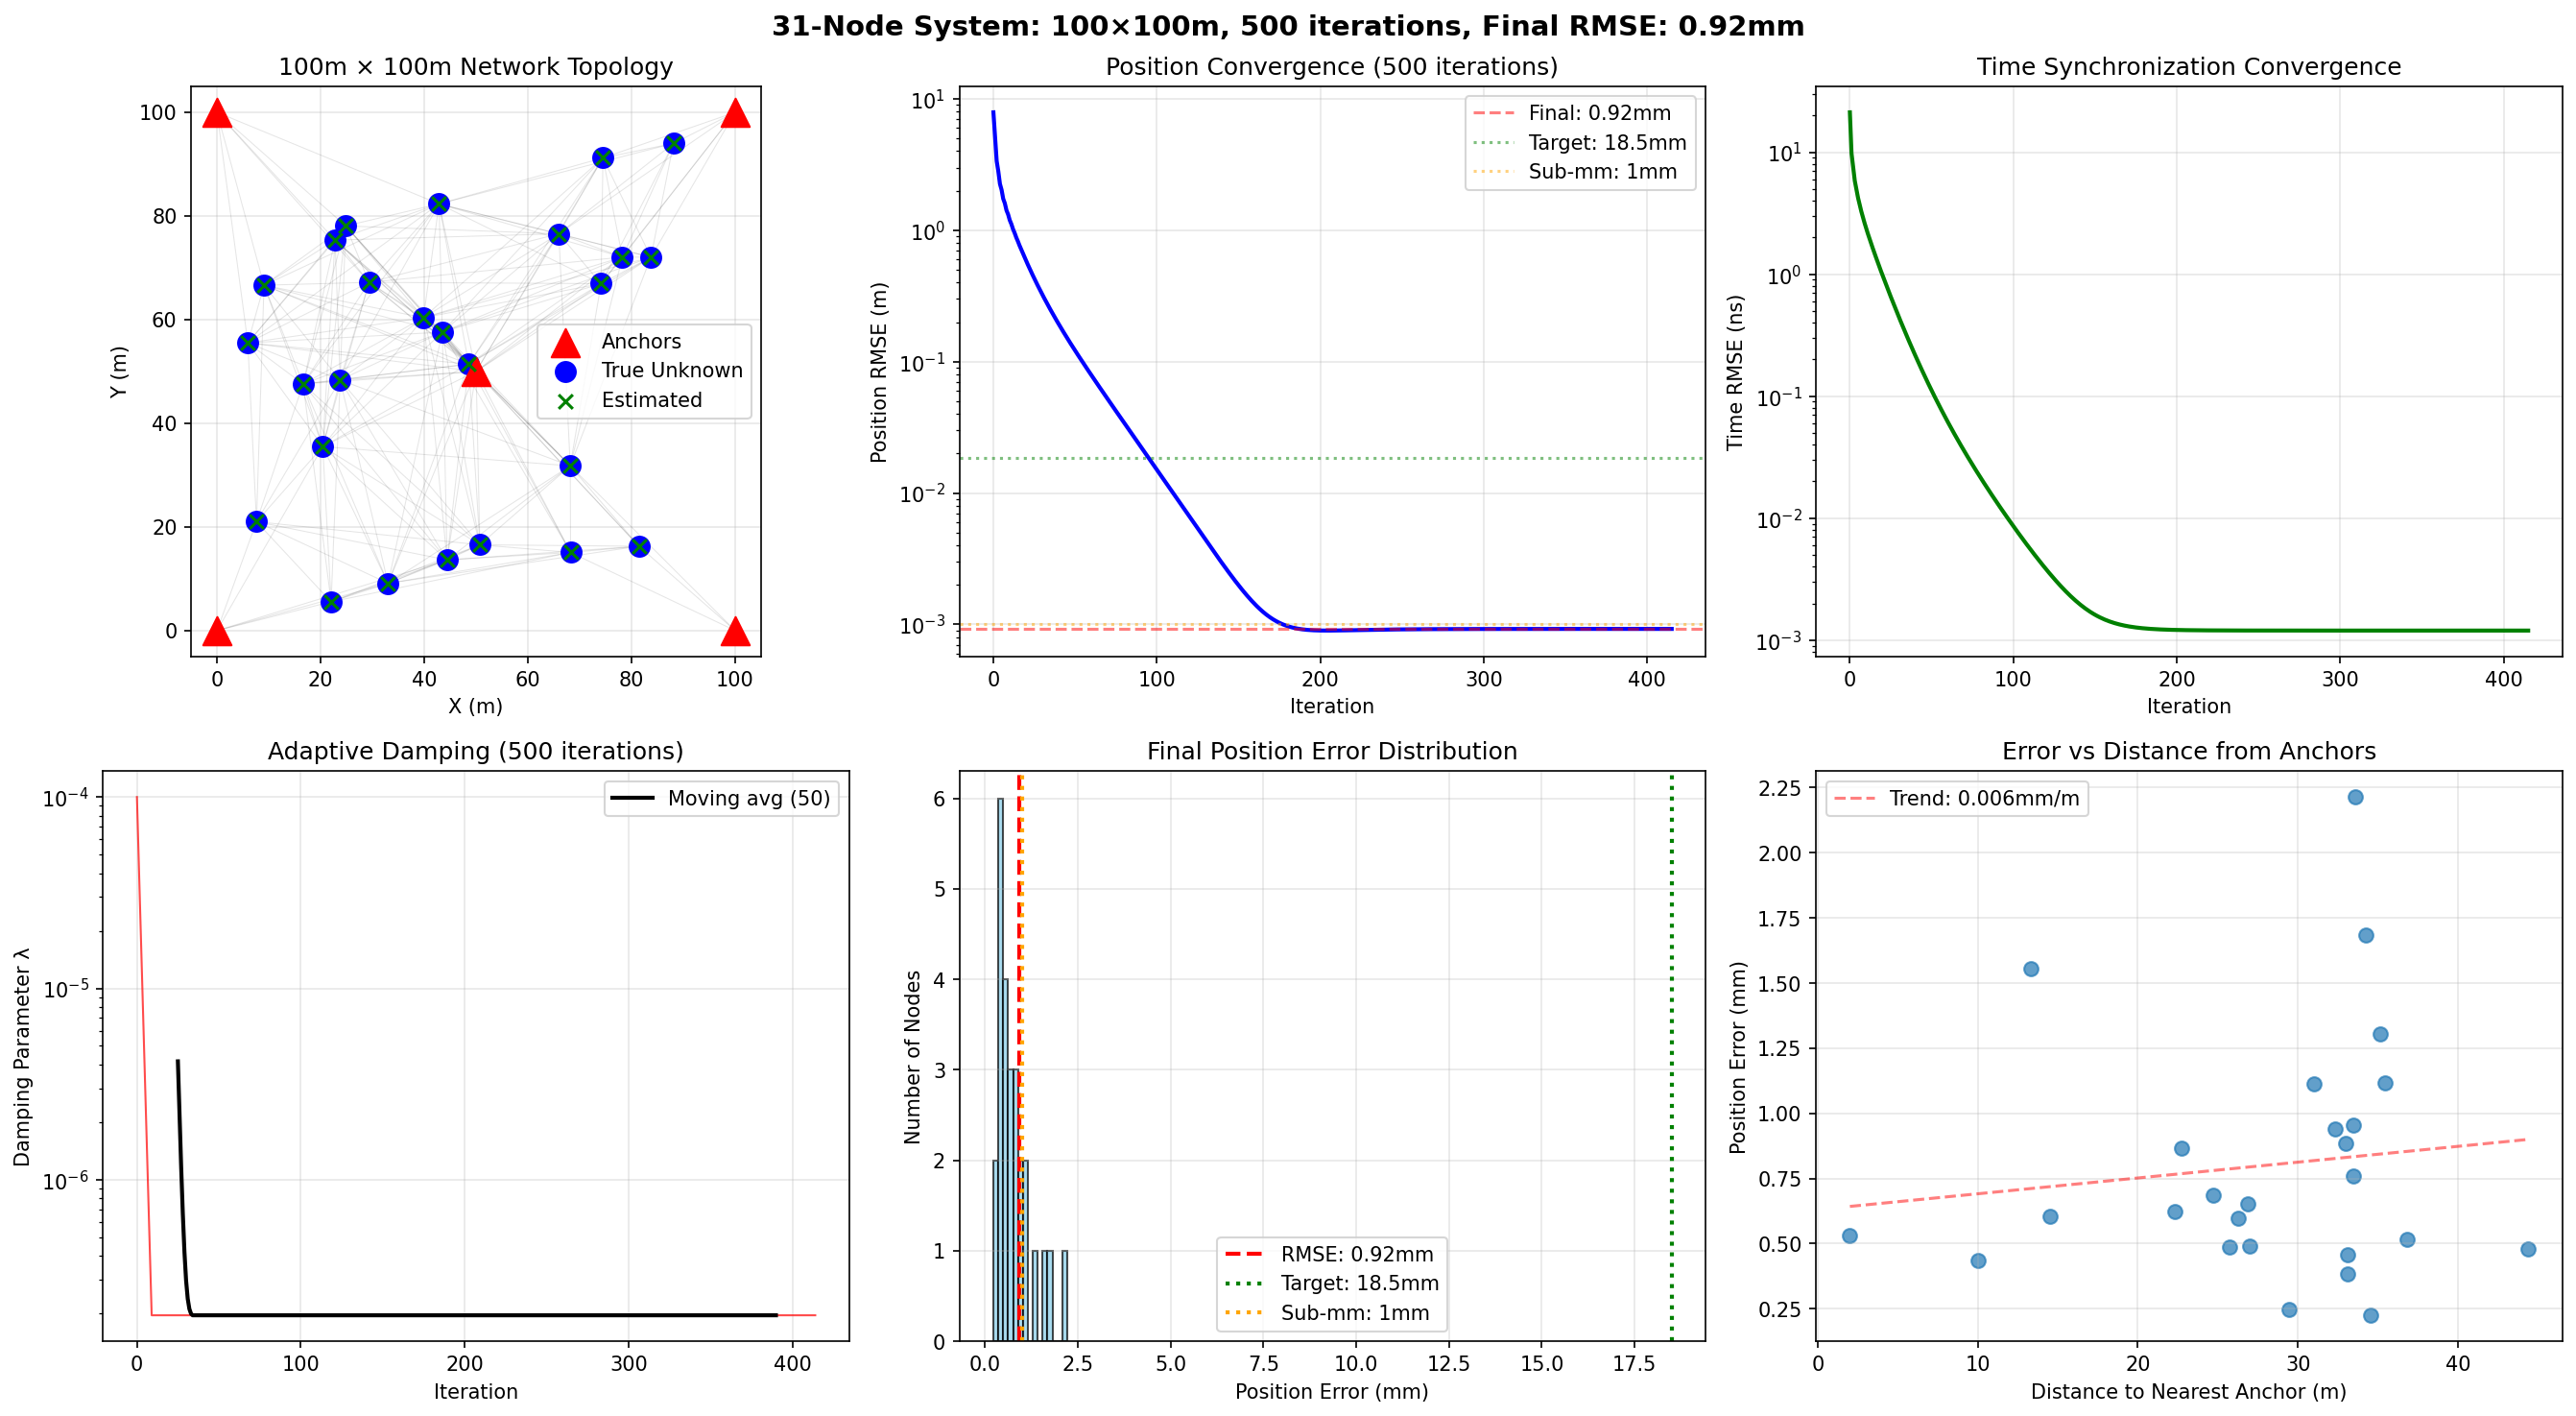 31-Node System: 100×100m, 500 iterations, Final RMSE: 0.92mm
100m × 100m Network Topology
Y (m)
100
80
60
40
20
0
Anchors
True Unknown
Estimated
0 20 40 60 80 100
X (m)
Position Convergence (500 iterations)
Position RMSE (m)
10¹
10⁰
10⁻¹
10⁻²
10⁻³
Final: 0.92mm
Target: 18.5mm
Sub-mm: 1mm
0 100 200 300 400
Iteration
Time Synchronization Convergence
Time RMSE (ns)
10¹
10⁰
10⁻¹
10⁻²
10⁻³
0 100 200 300 400
Iteration
Adaptive Damping (500 iterations)
Damping Parameter λ
10⁻⁴
10⁻⁵
10⁻⁶
Moving avg (50)
0 100 200 300 400
Iteration
Final Position Error Distribution
Number of Nodes
6
5
4
3
2
1
0
RMSE: 0.92mm
Target: 18.5mm
Sub-mm: 1mm
0.0 2.5 5.0 7.5 10.0 12.5 15.0 17.5
Position Error (mm)
Error vs Distance from Anchors
Position Error (mm)
2.25
2.00
1.75
1.50
1.25
1.00
0.75
0.50
0.25
Trend: 0.006mm/m
0 10 20 30 40
Distance to Nearest Anchor (m)